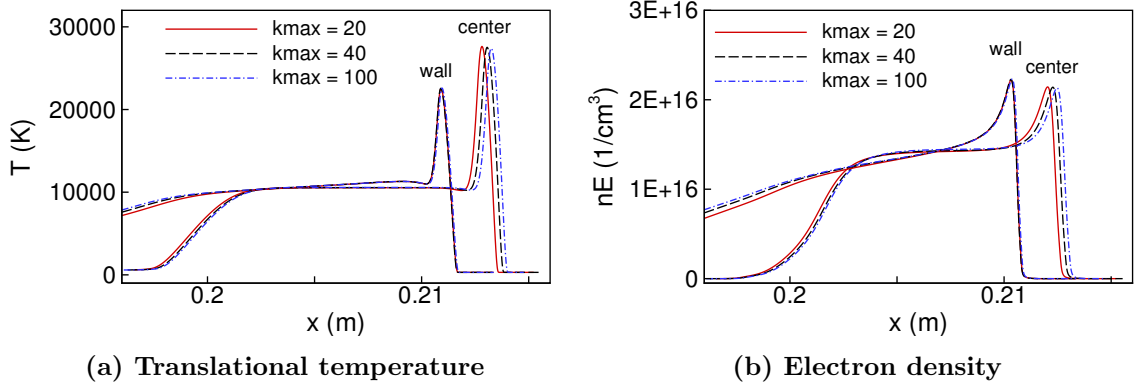 30000
20000
10000
0
T (K)
kmax = 20
kmax = 40
kmax = 100
center
wall
0.2
0.21
x (m)
(a) Translational temperature
3E+16
2E+16
1E+16
0
nE (1/cm³)
kmax = 20
kmax = 40
kmax = 100
wall
center
0.2
0.21
x (m)
(b) Electron density